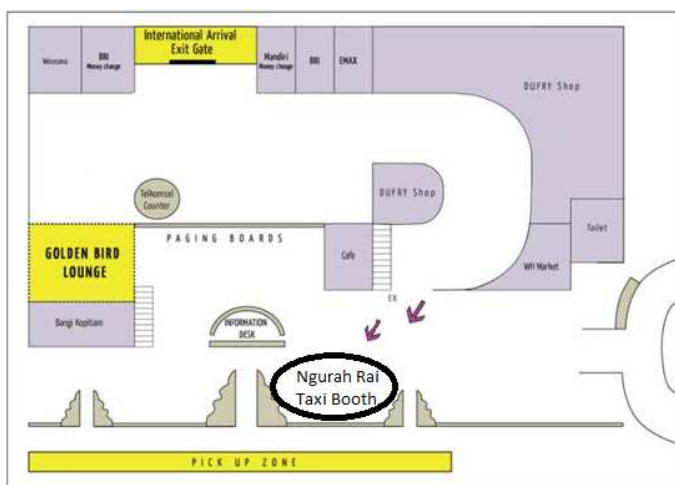 International Arrival
Exit Gate
BRI
Money change
Mandiri
Money change
BRI
EMAX
DUFRY Shop
Telkomsel
Counter
DUFRY Shop
PAGING BOARDS
GOLDEN BIRD
LOUNGE
Cafe
Toilet
WH Market
Bangi Kopitiam
INFORMATION
DESK
Ngurah Rai
Taxi Booth
PICK UP ZONE